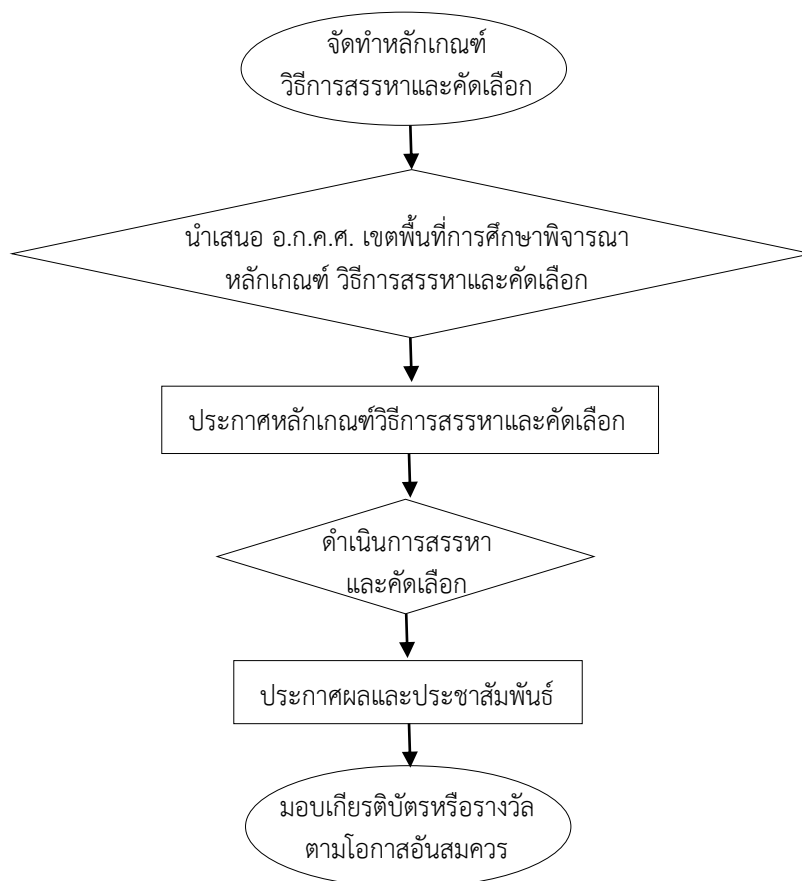 จัดทำหลักเกณฑ์
วิธีการสรรหาและคัดเลือก
นำเสนอ อ.ก.ค.ศ. เขตพื้นที่การศึกษาพิจารณา
หลักเกณฑ์ วิธีการสรรหาและคัดเลือก
ประกาศหลักเกณฑ์วิธีการสรรหาและคัดเลือก
ดำเนินการสรรหา
และคัดเลือก
ประกาศผลและประชาสัมพันธ์
มอบเกียรติบัตรหรือรางวัล
ตามโอกาสอันสมควร